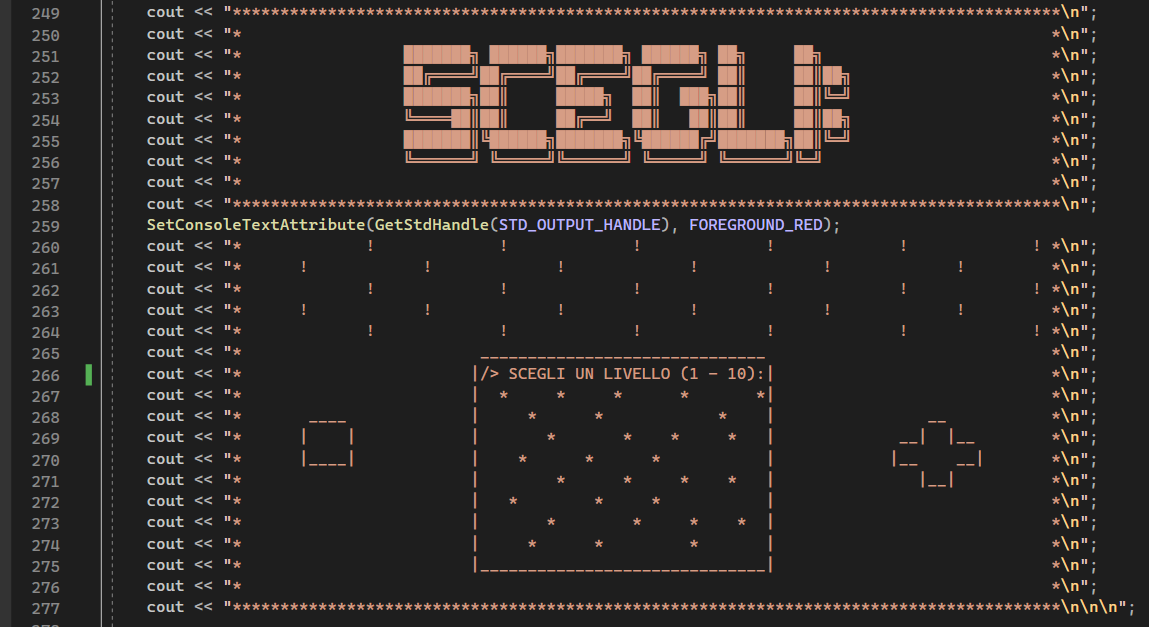 249 cout << "***************************************************************************************\n";
250 cout << "*                                                                                     *\n";
251 cout << "*                 ███████╗ ██████╗███████╗ ██████╗ ██╗     ██╗                        *\n";
252 cout << "*                 ██╔════╝██╔════╝██╔════╝██╔════╝ ██║     ██║██╗                     *\n";
253 cout << "*                 ███████╗██║     █████╗  ██║  ███╗██║     ██║╚═╝                     *\n";
254 cout << "*                 ╚════██║██║     ██╔══╝  ██║   ██║██║     ██║██╗                     *\n";
255 cout << "*                 ███████║╚██████╗███████╗╚██████╔╝███████╗██║╚═╝                     *\n";
256 cout << "*                 ╚══════╝ ╚═════╝╚══════╝ ╚═════╝ ╚══════╝╚═╝                        *\n";
257 cout << "*                                                                                     *\n";
258 cout << "***************************************************************************************\n";
259 SetConsoleTextAttribute(GetStdHandle(STD_OUTPUT_HANDLE), FOREGROUND_RED);
260 cout << "*             !             !             !             !             !             ! *\n";
261 cout << "*      !            !             !             !             !             !         *\n";
262 cout << "*             !             !             !             !             !             ! *\n";
263 cout << "*      !            !             !             !             !             !         *\n";
264 cout << "*             !             !             !             !             !             ! *\n";
265 cout << "*                         ______________________________                              *\n";
266 cout << "*                        |/> SCEGLI UN LIVELLO (1 - 10):|                             *\n";
267 cout << "*                        |  *     *     *      *       *|                             *\n";
268 cout << "*       ____             |     *      *            *    |                __           *\n";
269 cout << "*      |    |            |       *       *    *     *   |             __|  |__        *\n";
270 cout << "*      |____|            |    *      *      *           |            |__    __|       *\n";
271 cout << "*                        |        *      *     *    *   |               |__|          *\n";
272 cout << "*                        |   *        *     *           |                             *\n";
273 cout << "*                        |       *        *     *    *  |                             *\n";
274 cout << "*                        |     *      *         *       |                             *\n";
275 cout << "*                        |______________________________|                             *\n";
276 cout << "*                                                                                     *\n";
277 cout << "***************************************************************************************\n\n\n";